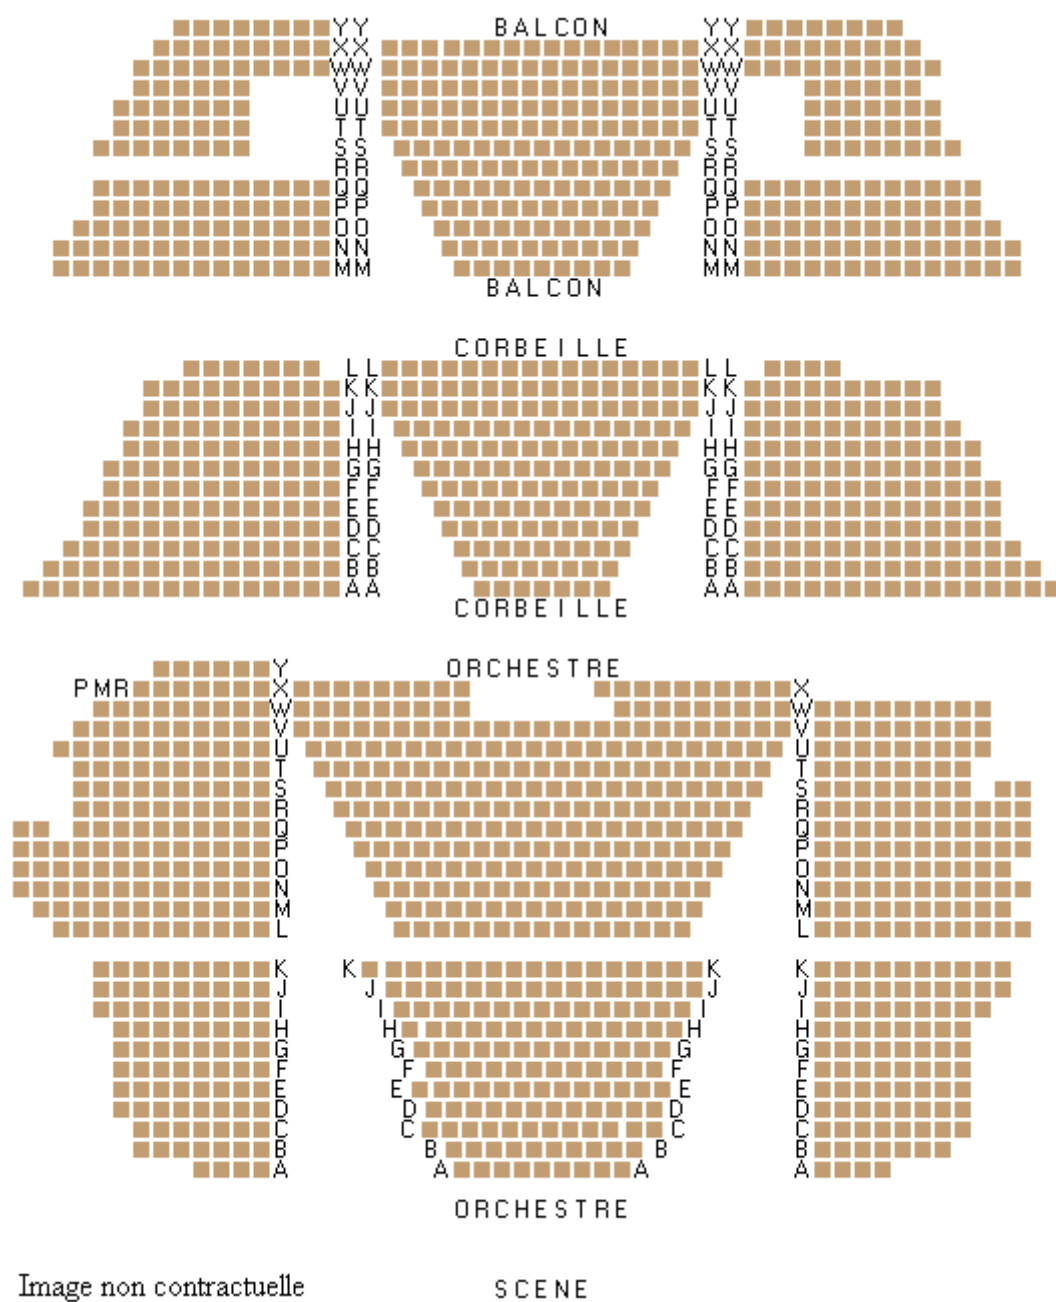 YY BALCON YY
XX XX
WW WW
VV VV
UU UU
TT TT
SS SS
RR RR
QQ QQ
PP PP
OO OO
NN NN
MM MM
BALCON
CORBEILLE
LL LL
KK KK
JJ JJ
II II
HH HH
GG GG
FF FF
EE EE
DD DD
CC CC
BB BB
AA AA
CORBEILLE
Y ORCHESTRE
PMR X X
W W
V V
U U
T T
S S
R R
Q Q
P P
O O
N N
M M
L L
K K K K
J J J J
I I I I
H H H H
G G G G
F F F F
E E E E
D D D D
C C C C
B B B B
A A A A
ORCHESTRE
Image non contractuelle SCENE